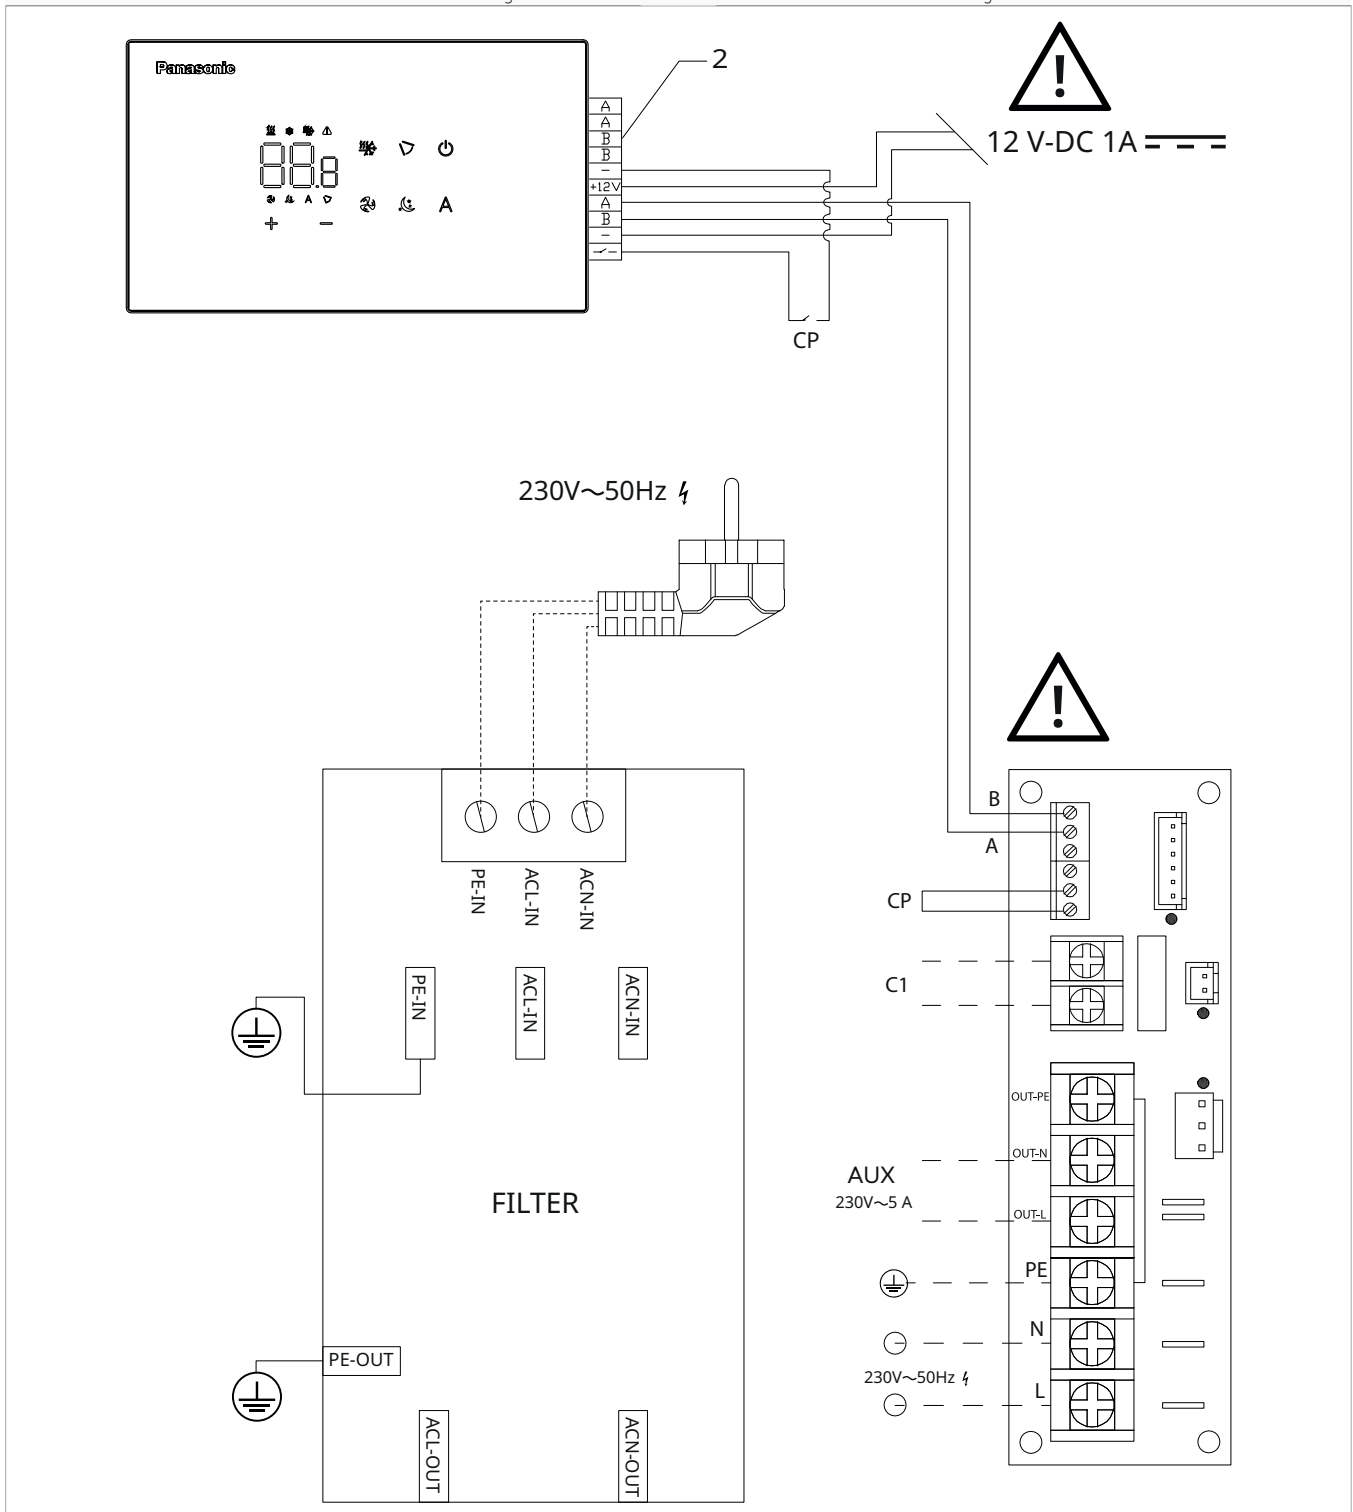 Panasonic
2
A
A
B
B
–
+12V
A
B
–
12 V-DC 1A
88.8
A
A
+
–
CP
230V～50Hz
B
A
CP
C1
PE-IN
ACL-IN
ACN-IN
PE-IN
ACL-IN
ACN-IN
FILTER
PE-OUT
ACL-OUT
ACN-OUT
OUT-PE
OUT-N
OUT-L
AUX
230V～5 A
PE
N
230V～50Hz
L